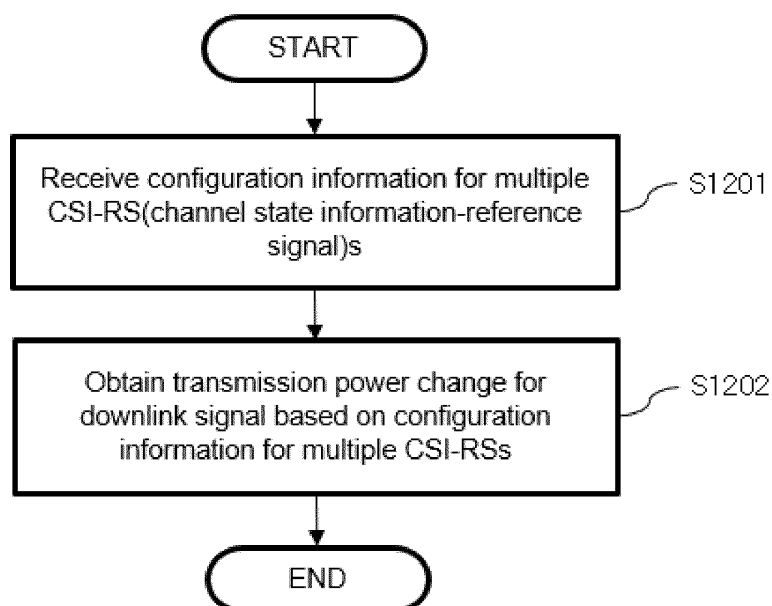 START
Receive configuration information for multiple
CSI-RS(channel state information-reference
signal)s
S1201
Obtain transmission power change for
downlink signal based on configuration
information for multiple CSI-RSs
S1202
END